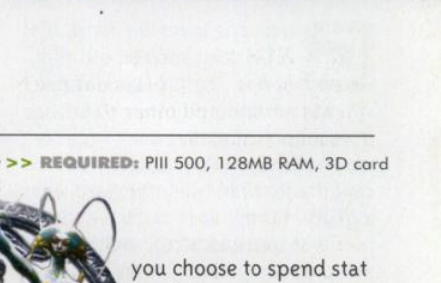 >> REQUIRED: PIII 500, 128MB RAM, 3D card
you choose to spend stat